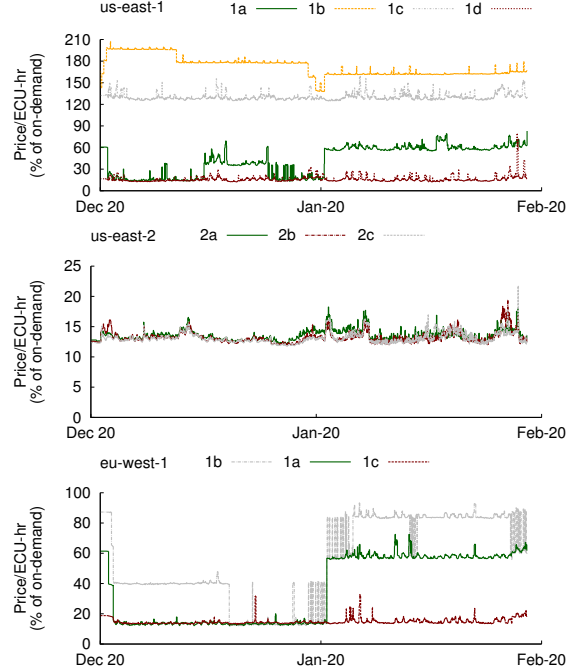 us-east-1 1a 1b 1c 1d
Price/ECU-hr
(% of on-demand)
210
180
150
120
90
60
30
0
Dec 20 Jan-20 Feb-20
us-east-2 2a 2b 2c
Price/ECU-hr
(% of on-demand)
25
20
15
10
5
0
Dec 20 Jan-20 Feb-20
eu-west-1 1b 1a 1c
Price/ECU-hr
(% of on-demand)
100
80
60
40
20
0
Dec 20 Jan-20 Feb-20